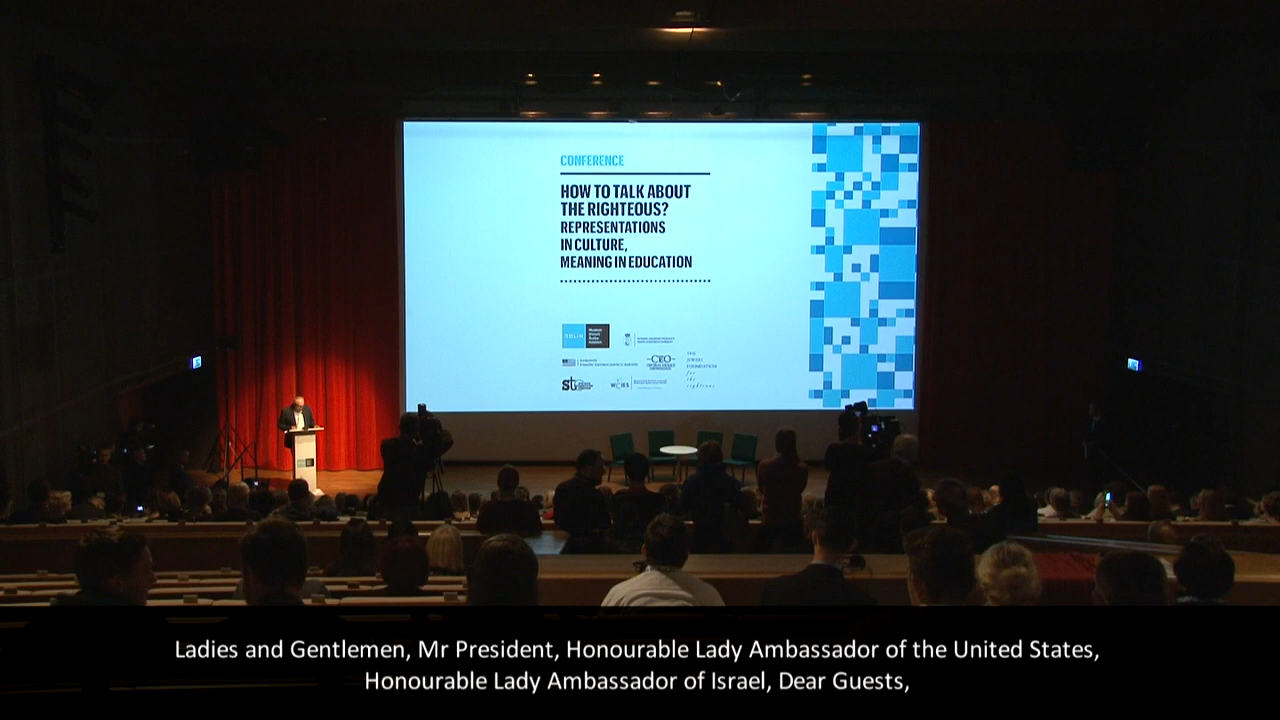 CONFERENCE
HOW TO TALK ABOUT
THE RIGHTEOUS?
REPRESENTATIONS
IN CULTURE,
MEANING IN EDUCATION
POLIN
CEO
THE
JEWISH
FOUNDATION
for
the
righteous
WCIES
Ladies and Gentlemen, Mr President, Honourable Lady Ambassador of the United States,
Honourable Lady Ambassador of Israel, Dear Guests,